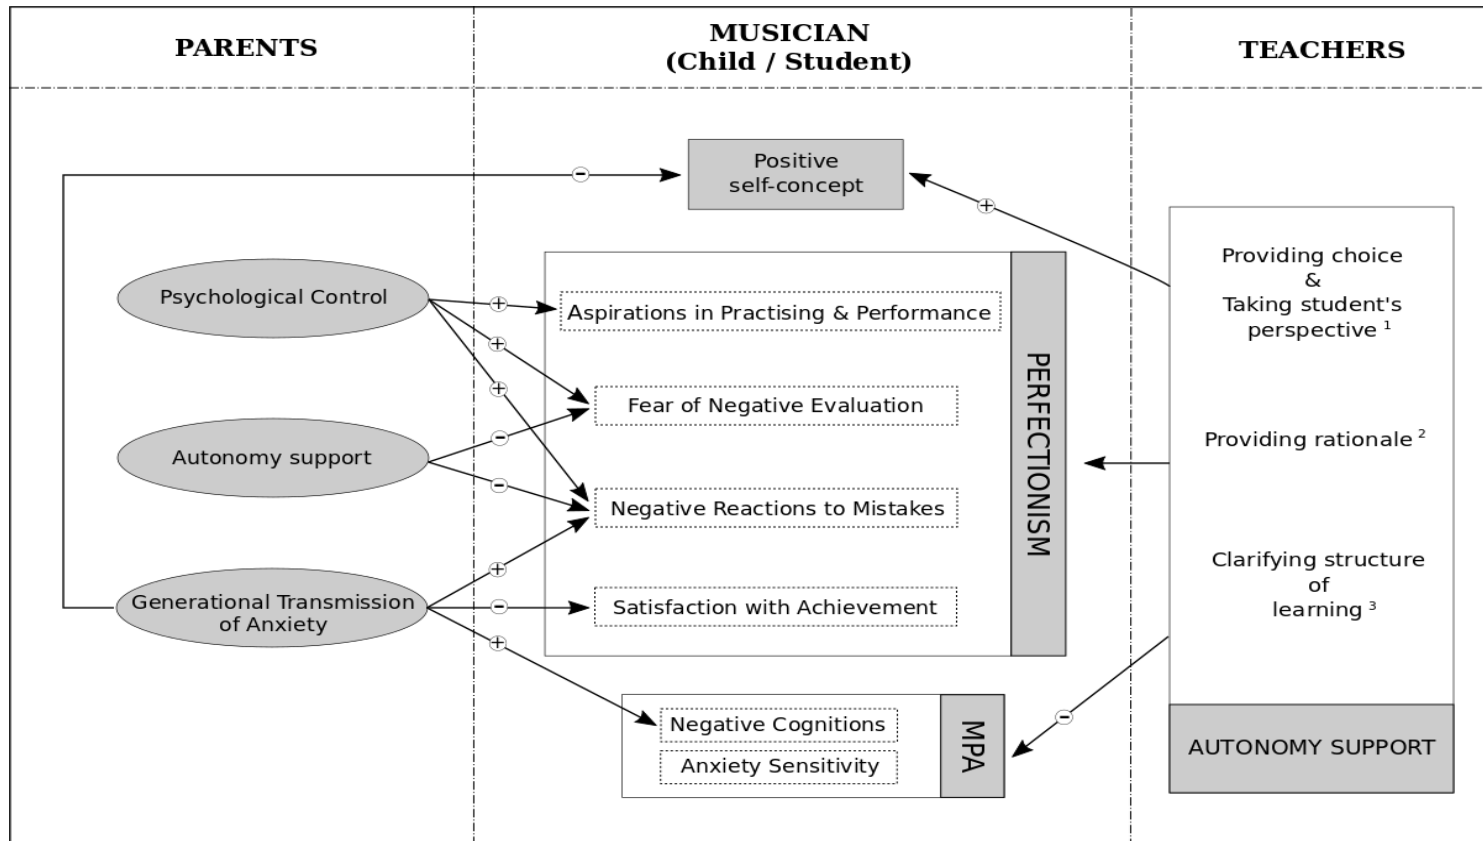 PARENTS
MUSICIAN
(Child / Student)
TEACHERS
Positive
self-concept
Psychological Control
Autonomy support
Generational Transmission
of Anxiety
Aspirations in Practising & Performance
Fear of Negative Evaluation
Negative Reactions to Mistakes
Satisfaction with Achievement
PERFECTIONISM
Negative Cognitions
Anxiety Sensitivity
MPA
Providing choice
&
Taking student's
perspective ¹
Providing rationale ²
Clarifying structure
of
learning ³
AUTONOMY SUPPORT
−
+
+
+
+
−
−
+
−
+
−